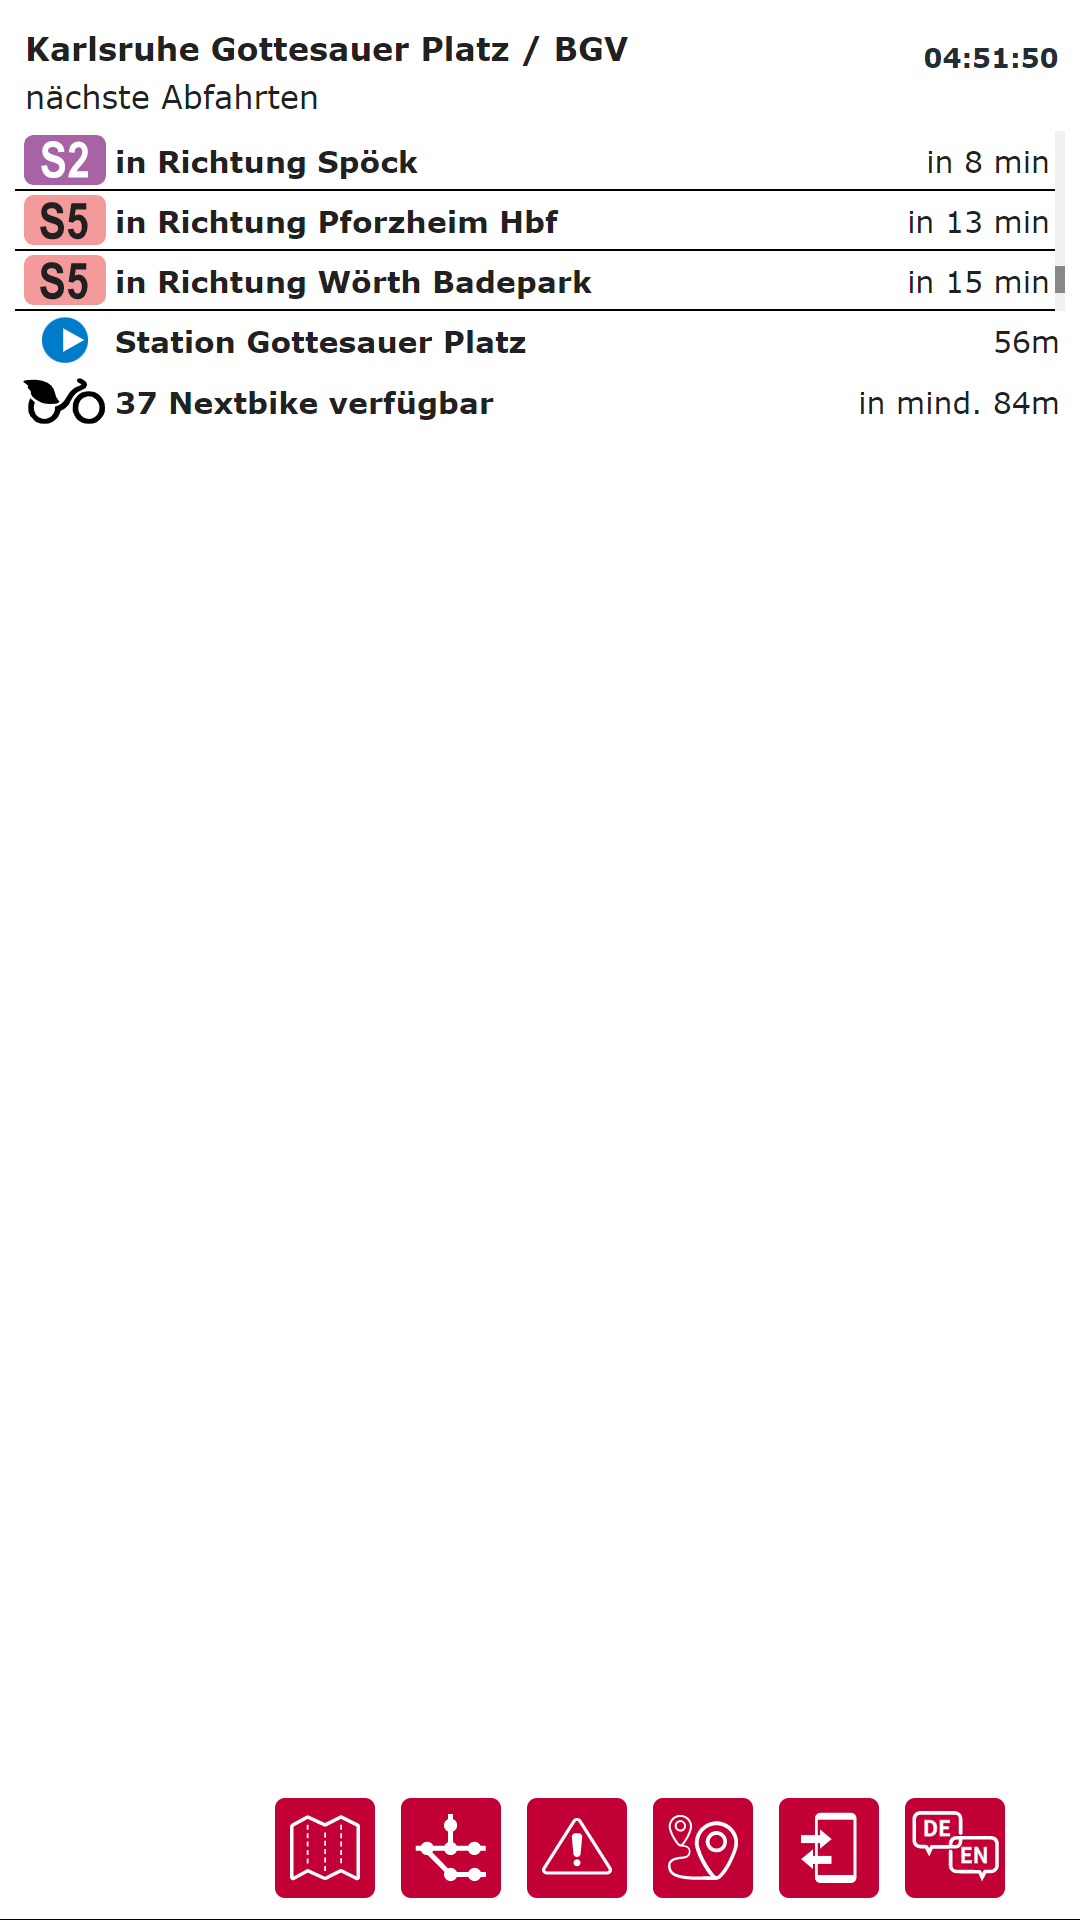 Karlsruhe Gottesauer Platz / BGV
04:51:50
nächste Abfahrten
S2 in Richtung Spöck in 8 min
S5 in Richtung Pforzheim Hbf in 13 min
S5 in Richtung Wörth Badepark in 15 min
Station Gottesauer Platz 56m
37 Nextbike verfügbar in mind. 84m
DE
EN